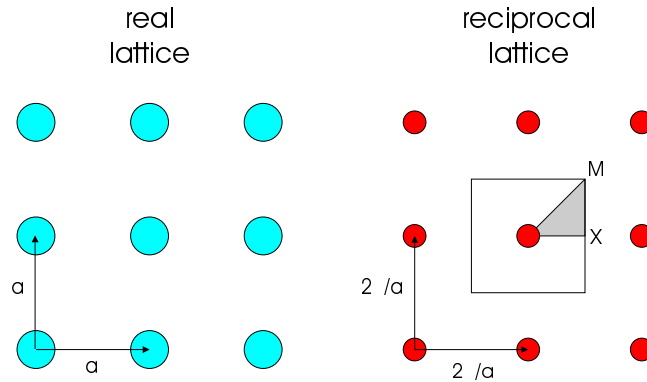 real
lattice
reciprocal
lattice
M
X
a
a
2 /a
2 /a